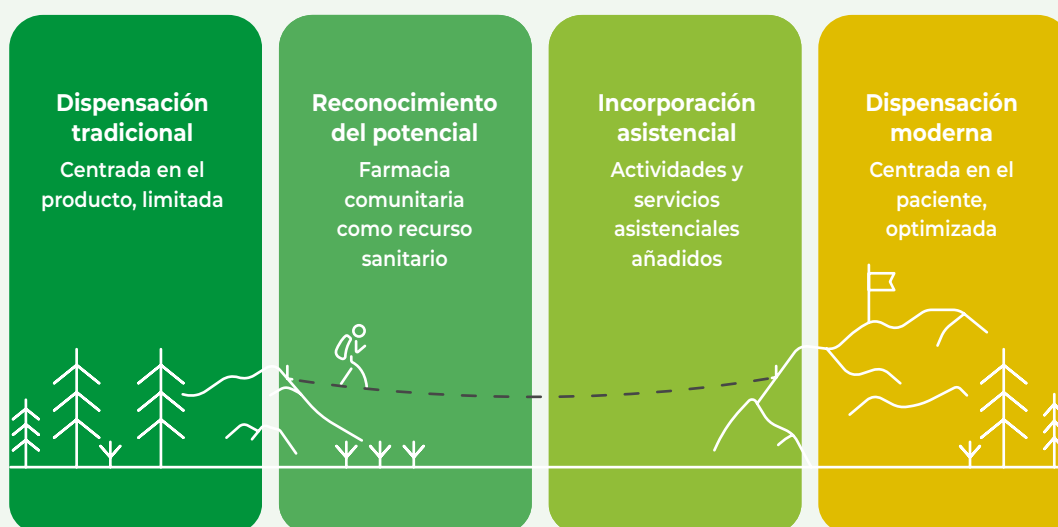 Dispensación
tradicional
Centrada en el
producto, limitada
Reconocimiento
del potencial
Farmacia
comunitaria
como recurso
sanitario
Incorporación
asistencial
Actividades y
servicios
asistenciales
añadidos
Dispensación
moderna
Centrada en el
paciente,
optimizada